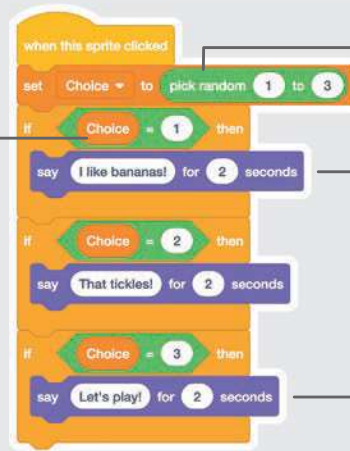 when this sprite clicked
set Choice to pick random 1 to 3
If Choice = 1 then
say I like bananas! for 2 seconds
If Choice = 2 then
say That tickles! for 2 seconds
If Choice = 3 then
say Let's play! for 2 seconds